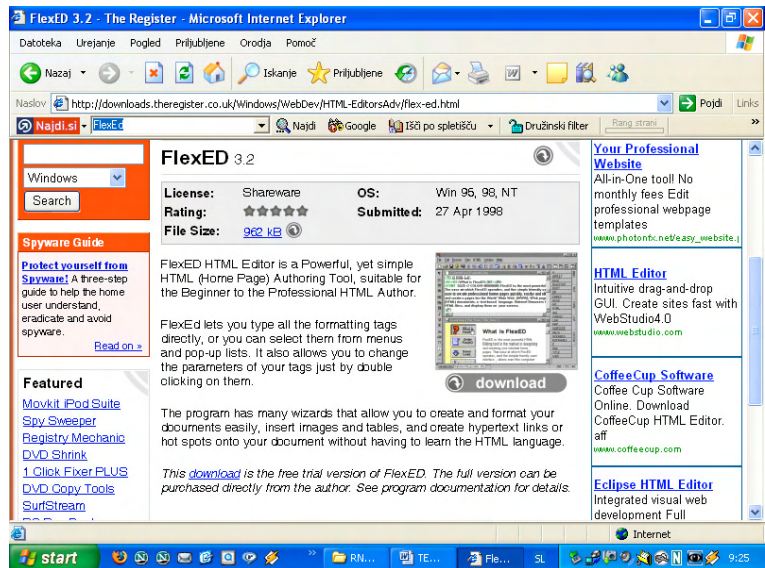 FlexED 3.2 - The Register - Microsoft Internet Explorer
Datoteka Urejanje Pogled Priljubljene Orodja Pomoč
Nazaj Iskanje Priljubljene
Naslov http://downloads.theregister.co.uk/Windows/WebDev/HTML-EditorsAdv/flex-ed.html Pojdi Links
Najdi.si FlexEd Najdi Google Išči po spletišču Družinski filter Rang strani »
Windows
Search
Spyware Guide
Protect yourself from
Spyware! A three-step
guide to help the home
user understand,
eradicate and avoid
spyware.
Read on »
Featured
Movkit iPod Suite
Spy Sweeper
Registry Mechanic
DVD Shrink
1 Click Fixer PLUS
DVD Copy Tools
SurfStream
FlexED 3.2
License: Shareware OS: Win 95, 98, NT
Rating: Submitted: 27 Apr 1998
File Size: 962 kB
FlexED HTML Editor is a Powerful, yet simple
HTML (Home Page) Authoring Tool, suitable for
the Beginner to the Professional HTML Author.
FlexEd lets you type all the formatting tags
directly, or you can select them from menus
and pop-up lists. It also allows you to change
the parameters of your tags just by double
clicking on them.
What is FlexED
download
The program has many wizards that allow you to create and format your
documents easily, insert images and tables, and create hypertext links or
hot spots onto your document without having to learn the HTML language.
This download is the free trial version of FlexED. The full version can be
purchased directly from the author. See program documentation for details.
Your Professional
Website
All-in-One tool! No
monthly fees Edit
professional webpage
templates
www.photonfx.net/easy_website.
HTML Editor
Intuitive drag-and-drop
GUI. Create sites fast with
WebStudio4.0
www.webstudio.com
CoffeeCup Software
Coffee Cup Software
Online. Download
CoffeeCup HTML Editor.
aff
www.coffeecup.com
Eclipse HTML Editor
Integrated visual web
development Full
Internet
start » RN... TE... Fle... SL 9:25